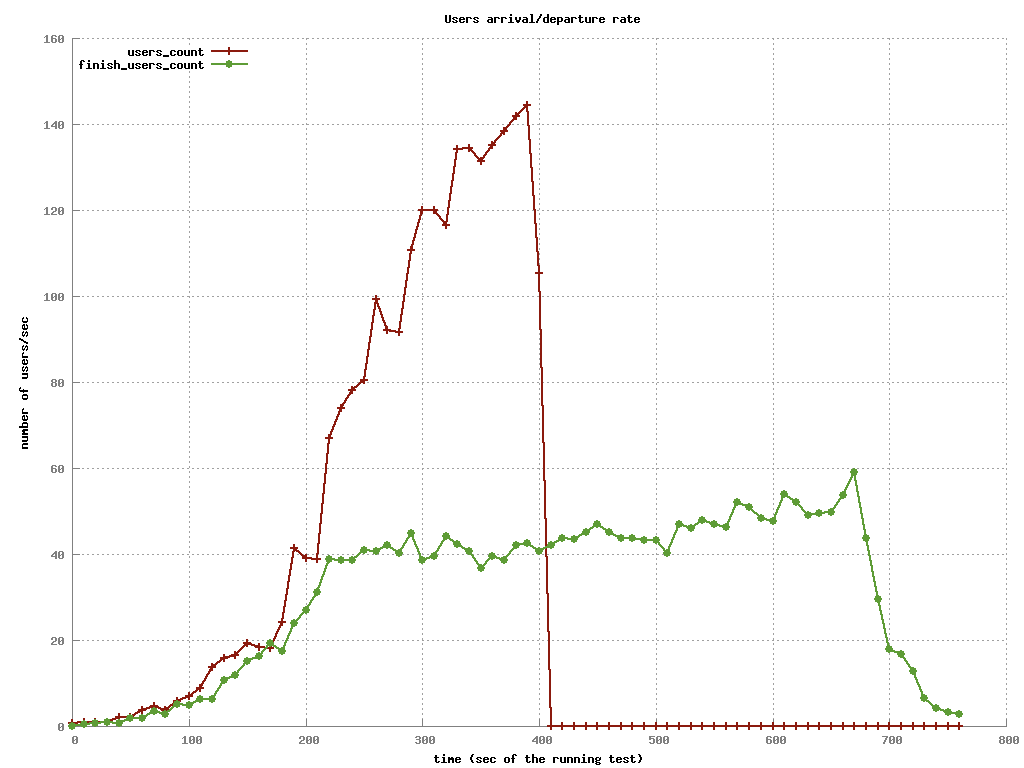 Users arrival/departure rate
users_count
finish_users_count
160
140
120
100
80
60
40
20
0
number of users/sec
0 100 200 300 400 500 600 700 800
time (sec of the running test)